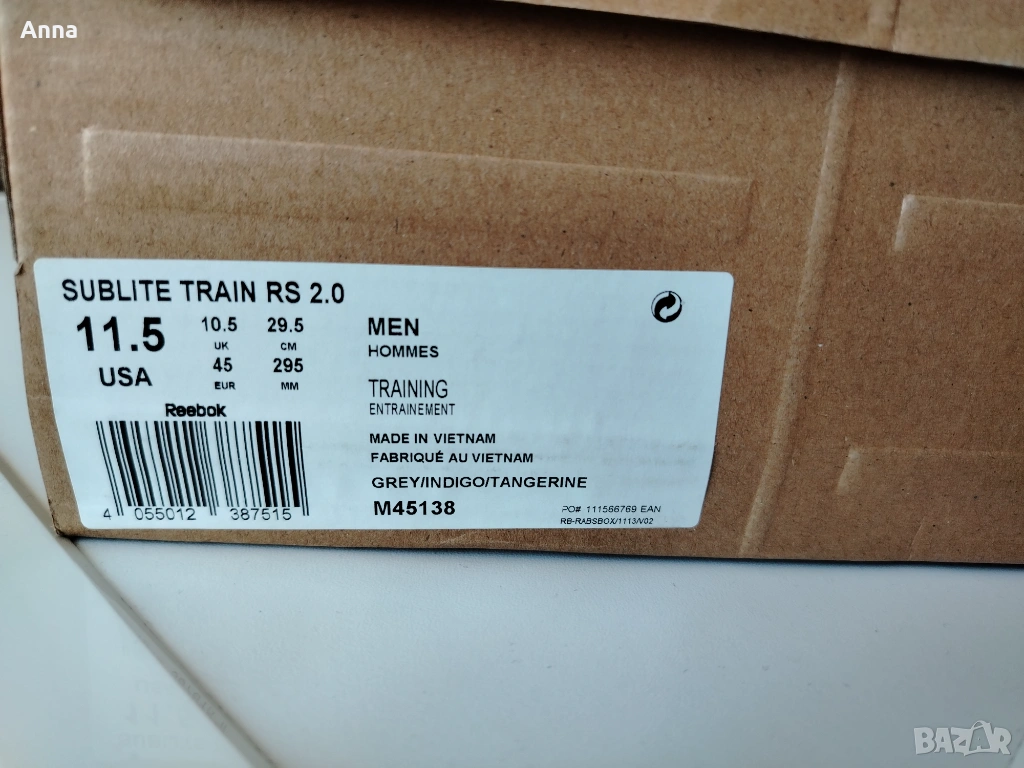 Anna
SUBLITE TRAIN RS 2.0
11.5
USA
10.5 29.5
UK CM
45 295
EUR MM
Reebok
4 055012 387515
MEN
HOMMES
TRAINING
ENTRAINEMENT
MADE IN VIETNAM
FABRIQUÉ AU VIETNAM
GREY/INDIGO/TANGERINE
M45138
PO# 111566769 EAN
RB-RABSBOX/1113/V02
BAZAR